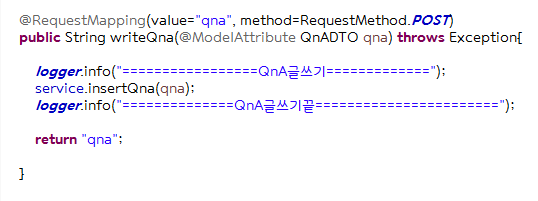 @RequestMapping(value="qna", method=RequestMethod.POST)
public String writeQna(@ModelAttribute QnADTO qna) throws Exception{
logger.info("=================QnA글쓰기=============");
service.insertQna(qna);
logger.info("==============QnA글쓰기끝=======================");
return "qna";
}